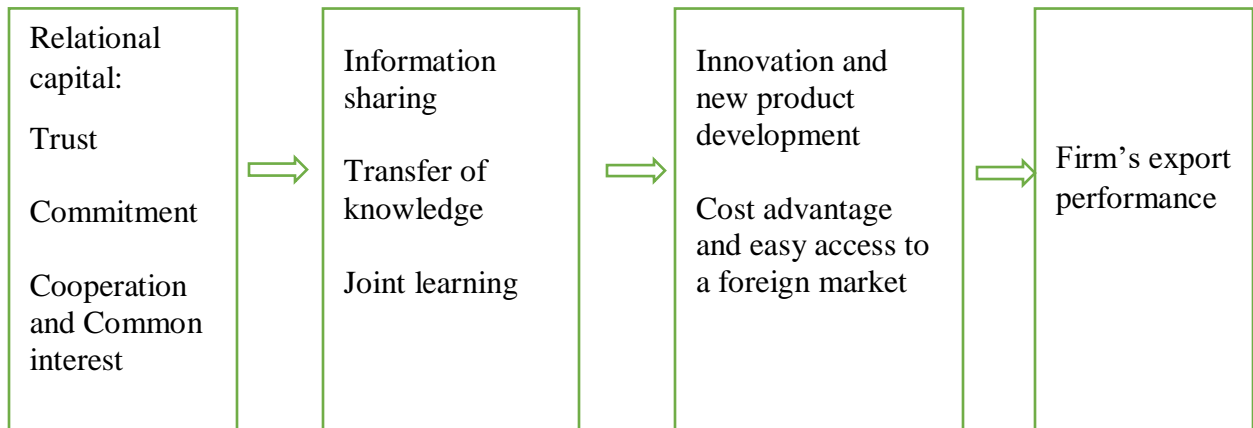 Relational
capital:
Trust
Commitment
Cooperation
and Common
interest
Information
sharing
Transfer of
knowledge
Joint learning
Innovation and
new product
development
Cost advantage
and easy access to
a foreign market
Firm’s export
performance